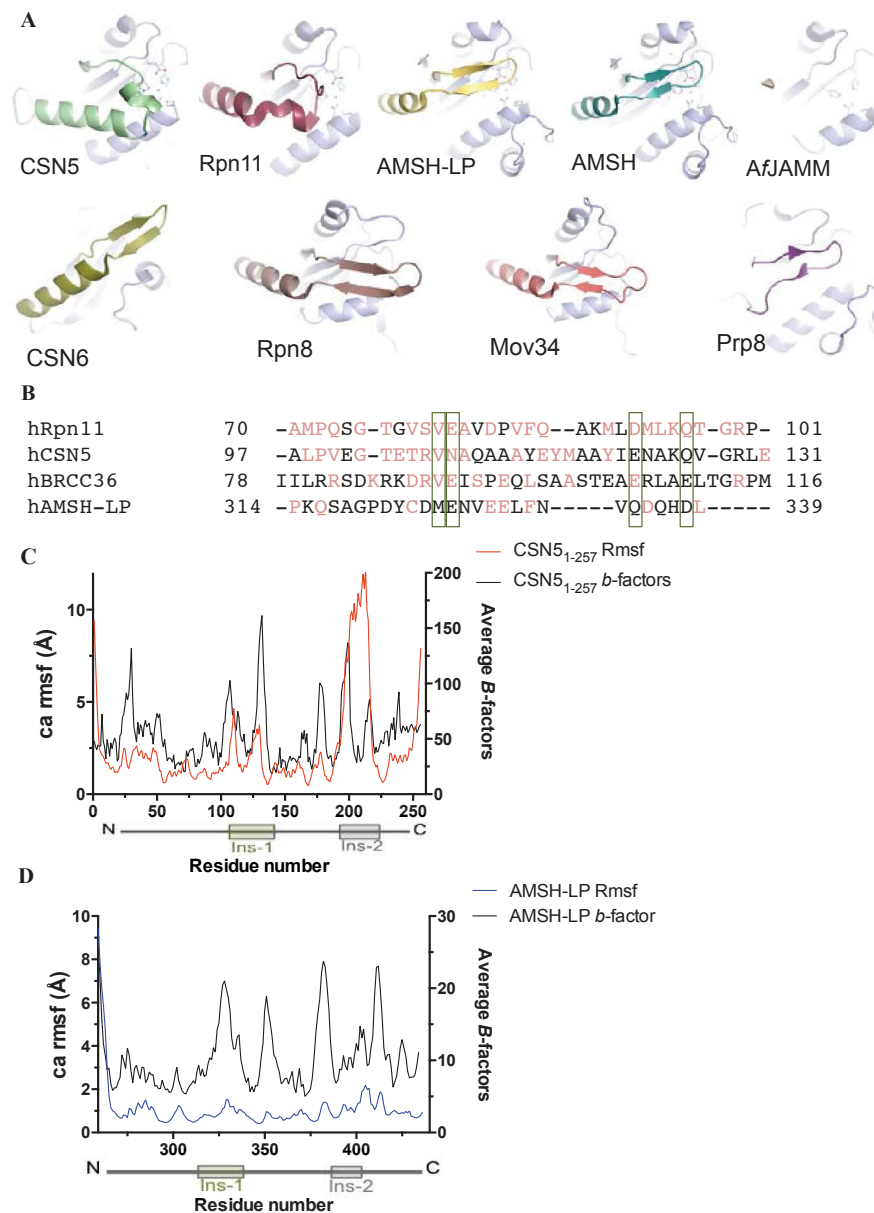 A
CSN5
Rpn11
AMSH-LP
AMSH
AfJAMM
CSN6
Rpn8
Mov34
Prp8
B
hRpn11 70 -AMPQSG-TGVSVEAVDPVFQ--AKMLDMLKQT-GRP- 101
hCSN5 97 -ALPVEG-TETRVNAQAAAYEYMAAYIENAKQV-GRLE 131
hBRCC36 78 IILRRSDKRKDRVEISPEQLSAASTEAERLAELTGRPM 116
hAMSH-LP 314 -PKQSAGPDYCDMENVEELFN-----VQDQHDL----- 339
C
CSN5₁₋₂₅₇ Rmsf
CSN5₁₋₂₅₇ b-factors
ca rmsf (Å)
10
5
0
200
150
100
50
0
Average B-factors
0 50 100 150 200 250
N C
Ins-1 Ins-2
Residue number
D
AMSH-LP Rmsf
AMSH-LP b-factor
ca rmsf (Å)
10
8
6
4
2
0
30
20
10
0
Average B-factors
300 350 400
N C
Ins-1 Ins-2
Residue number